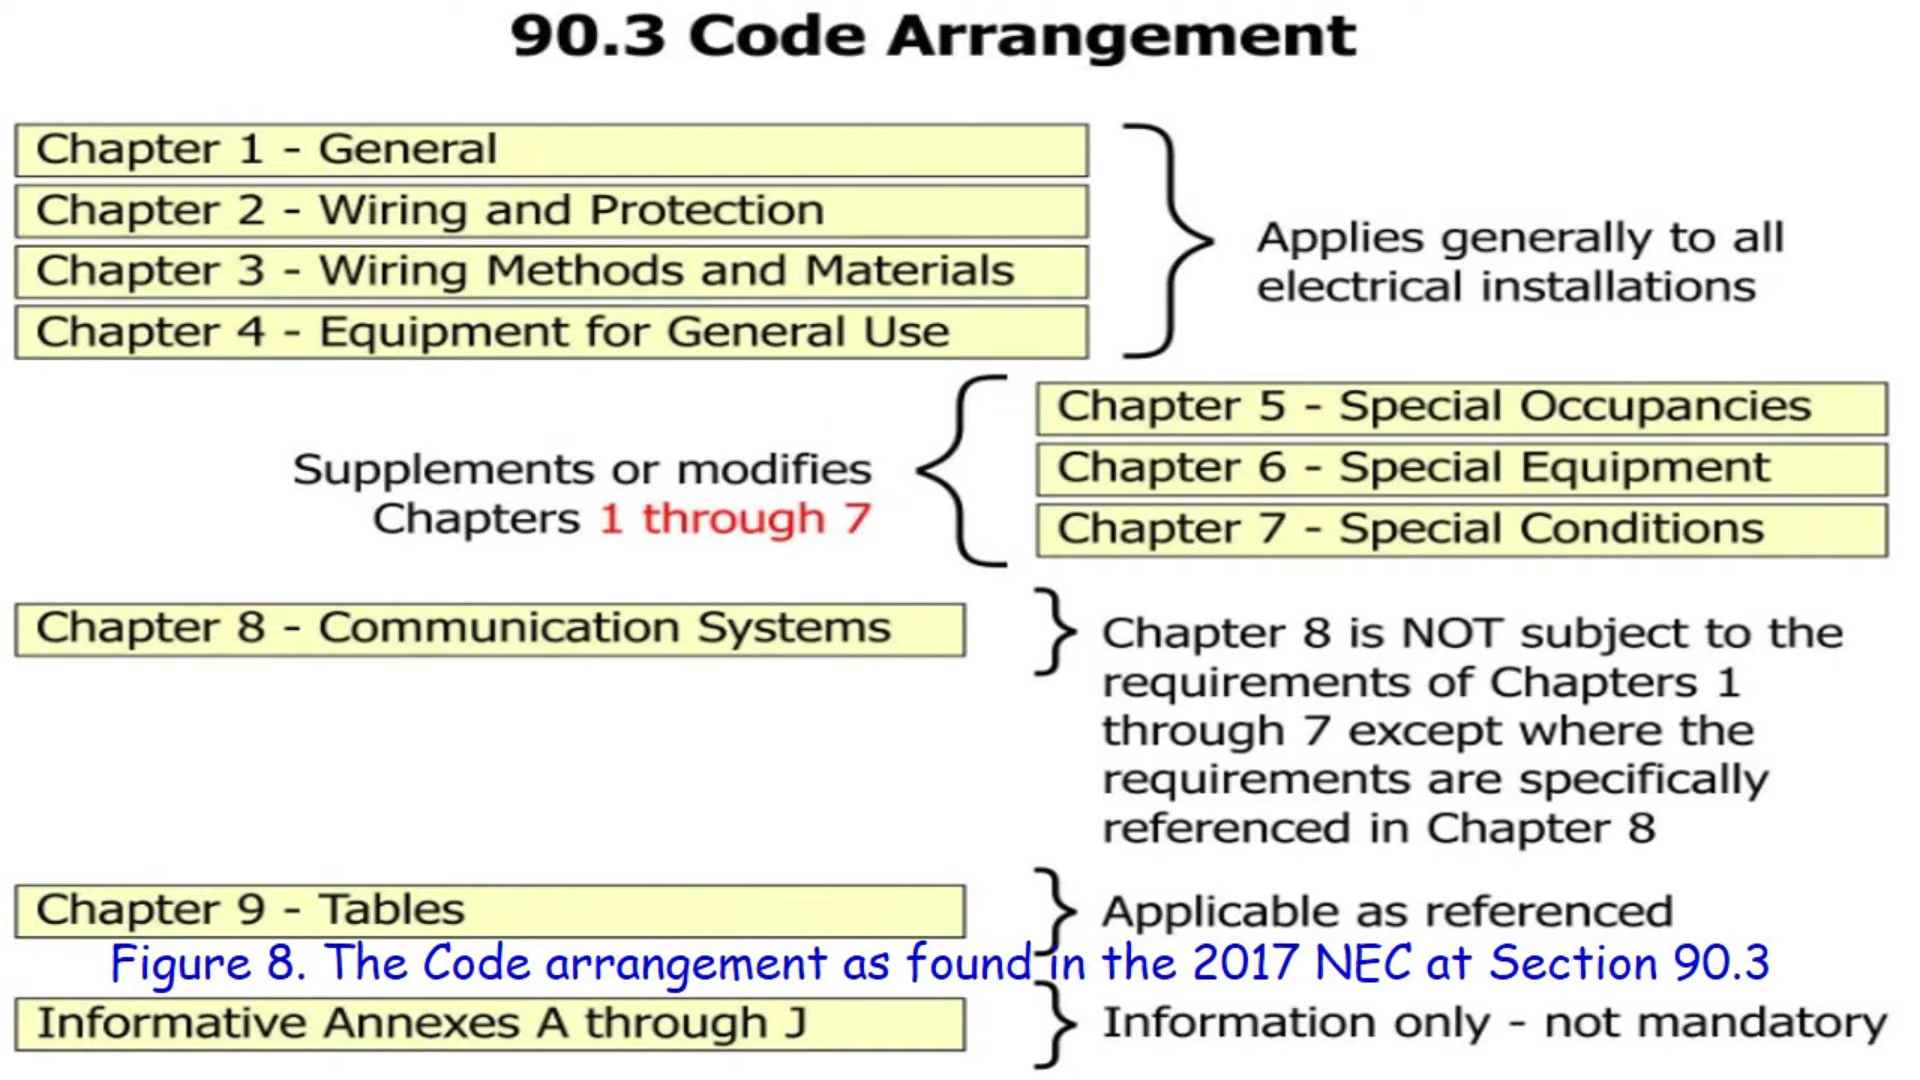 90.3 Code Arrangement
Chapter 1 - General
Chapter 2 - Wiring and Protection
Chapter 3 - Wiring Methods and Materials
Chapter 4 - Equipment for General Use
Applies generally to all
electrical installations
Supplements or modifies
Chapters 1 through 7
Chapter 5 - Special Occupancies
Chapter 6 - Special Equipment
Chapter 7 - Special Conditions
Chapter 8 - Communication Systems
Chapter 8 is NOT subject to the
requirements of Chapters 1
through 7 except where the
requirements are specifically
referenced in Chapter 8
Chapter 9 - Tables
Applicable as referenced
Figure 8. The Code arrangement as found in the 2017 NEC at Section 90.3
Informative Annexes A through J
Information only - not mandatory